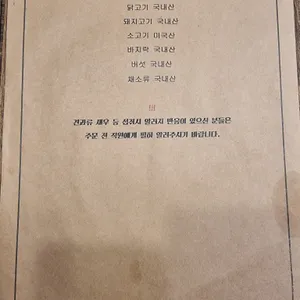 닭고기 국내산
돼지고기 국내산
소고기 미국산
바지락 국내산
버섯 국내산
채소류 국내산
견과류 새우 등 섭취시 알러지 반응이 있으신 분들은
주문 전 직원에게 필히 알려주시기 바랍니다.